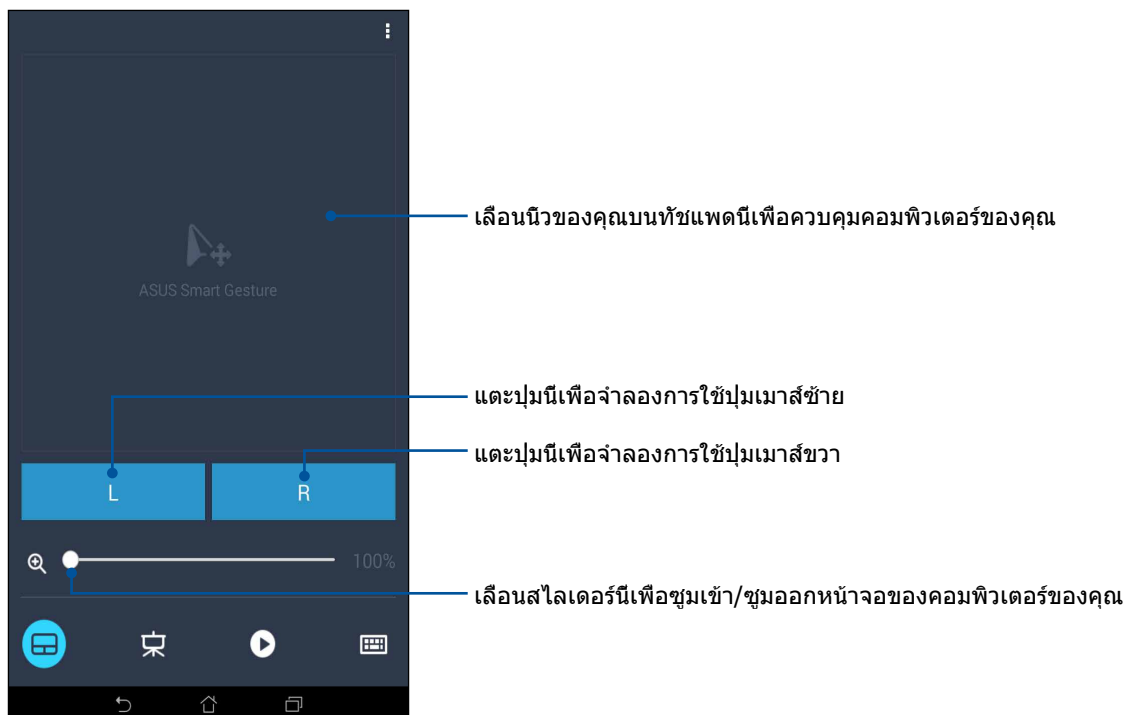 เลือนนิวของคุณบนทัชแพดนีเพือควบคุมคอมพิวเตอร์ของคุณ
ASUS Smart Gesture
แตะปุ่มนีเพือจำลองการใช้ปุ่มเมาส์ซ้าย
แตะปุ่มนีเพือจำลองการใช้ปุ่มเมาส์ขวา
L R
100%
เลือนสไลเดอร์นีเพือซูมเข้า/ซูมออกหน้าจอของคอมพิวเตอร์ของคุณ